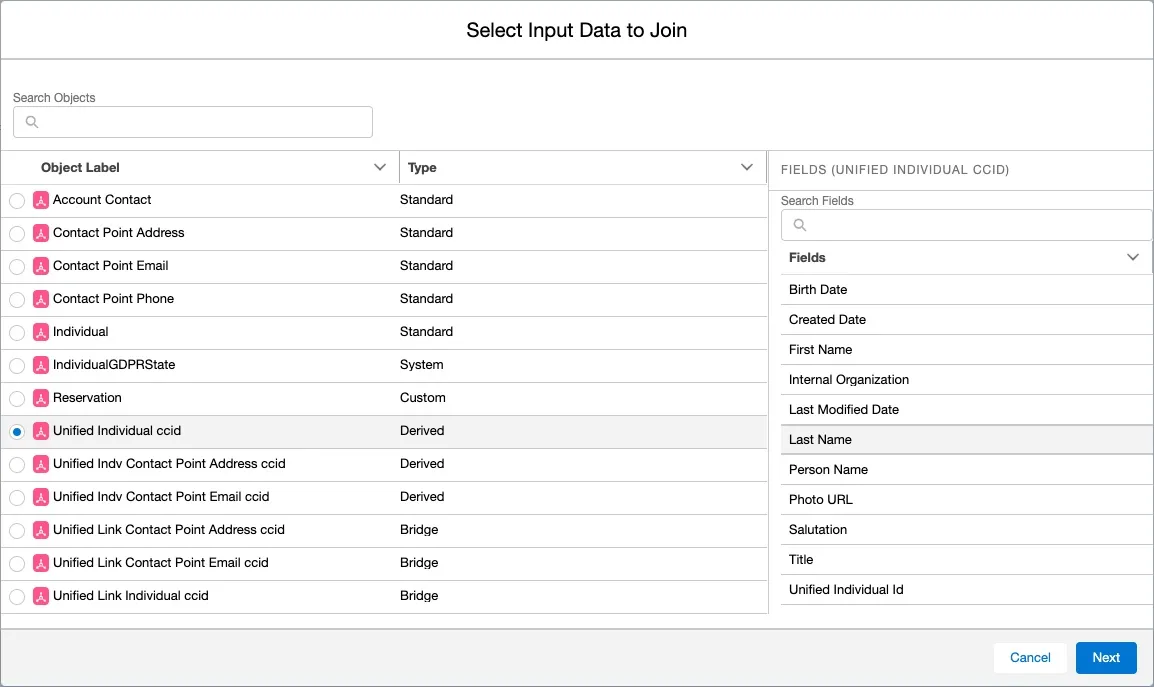 Select Input Data to Join
Search Objects
Object Label Type
Account Contact Standard
Contact Point Address Standard
Contact Point Email Standard
Contact Point Phone Standard
Individual Standard
IndividualGDPRState System
Reservation Custom
Unified Individual ccid Derived
Unified Indv Contact Point Address ccid Derived
Unified Indv Contact Point Email ccid Derived
Unified Link Contact Point Address ccid Bridge
Unified Link Contact Point Email ccid Bridge
Unified Link Individual ccid Bridge
FIELDS (UNIFIED INDIVIDUAL CCID)
Search Fields
Fields
Birth Date
Created Date
First Name
Internal Organization
Last Modified Date
Last Name
Person Name
Photo URL
Salutation
Title
Unified Individual Id
Cancel Next